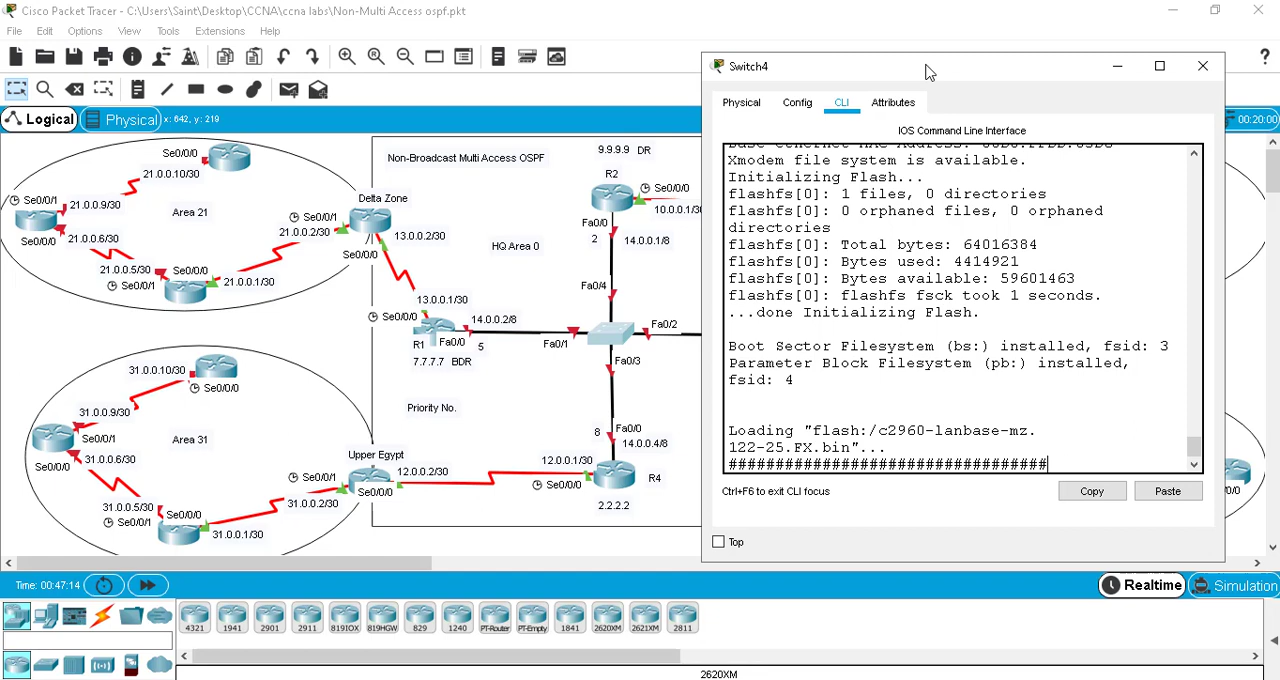 Cisco Packet Tracer - C:\Users\Saint\Desktop\CCNA\ccna labs\Non-Multi Access ospf.pkt
File Edit Options View Tools Extensions Help
?
Logical Physical x: 642, y: 219
00:20:00
Non-Broadcast Multi Access OSPF
9.9.9.9 DR
R2
Se0/0/0
10.0.0.1/30
Fa0/0
2
14.0.0.1/8
Se0/0/0
21.0.0.10/30
Se0/0/1
21.0.0.9/30
Area 21
Se0/0/0
21.0.0.6/30
21.0.0.5/30
Se0/0/0
Se0/0/1
21.0.0.1/30
Delta Zone
Se0/0/1
21.0.0.2/30
13.0.0.2/30
Se0/0/0
HQ Area 0
13.0.0.1/30
Se0/0/0
14.0.0.2/8
R1
Fa0/0
5
7.7.7.7 BDR
Fa0/4
Fa0/1
Fa0/2
Fa0/3
Priority No.
Fa0/0
8
14.0.0.4/8
12.0.0.1/30
Se0/0/0
R4
2.2.2.2
31.0.0.10/30
Se0/0/0
31.0.0.9/30
Se0/0/1
Area 31
31.0.0.6/30
Se0/0/0
31.0.0.5/30
Se0/0/0
Se0/0/1
31.0.0.1/30
Upper Egypt
Se0/0/1
12.0.0.2/30
Se0/0/0
31.0.0.2/30
Switch4
Physical Config CLI Attributes
IOS Command Line Interface
Xmodem file system is available.
Initializing Flash...
flashfs[0]: 1 files, 0 directories
flashfs[0]: 0 orphaned files, 0 orphaned
directories
flashfs[0]: Total bytes: 64016384
flashfs[0]: Bytes used: 4414921
flashfs[0]: Bytes available: 59601463
flashfs[0]: flashfs fsck took 1 seconds.
...done Initializing Flash.
Boot Sector Filesystem (bs:) installed, fsid: 3
Parameter Block Filesystem (pb:) installed,
fsid: 4
Loading "flash:/c2960-lanbase-mz.
122-25.FX.bin"...
##################################
Ctrl+F6 to exit CLI focus
Copy Paste
Top
Time: 00:47:14
Realtime Simulation
4321 1941 2901 2911 819IOX 819HGW 829 1240 PT-Router PT-Empty 1841 2620XM 2621XM 2811
2620XM